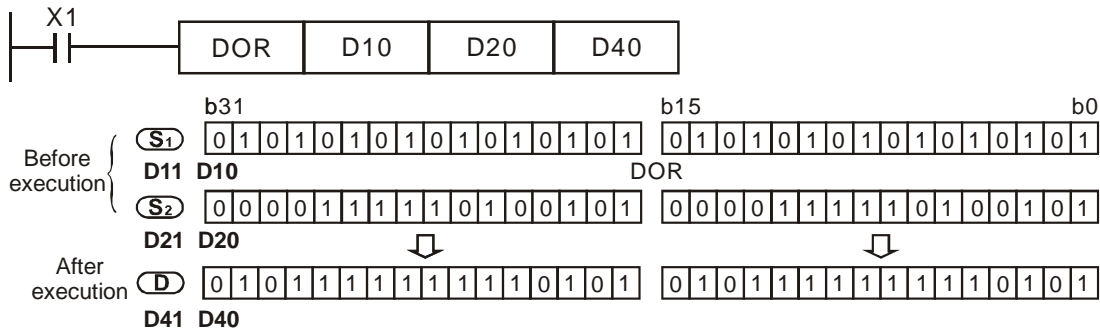 X1
DOR D10 D20 D40
b31 b15 b0
Before execution
S1 0 1 0 1 0 1 0 1 0 1 0 1 0 1 0 1 0 1 0 1 0 1 0 1 0 1 0 1 0 1 0 1
D11 D10 DOR
S2 0 0 0 0 1 1 1 1 1 0 1 0 0 1 0 1 0 0 0 0 1 1 1 1 1 0 1 0 0 1 0 1
D21 D20
After execution
D 0 1 0 1 1 1 1 1 1 1 1 1 0 1 0 1 0 1 0 1 1 1 1 1 1 1 1 1 0 1 0 1
D41 D40